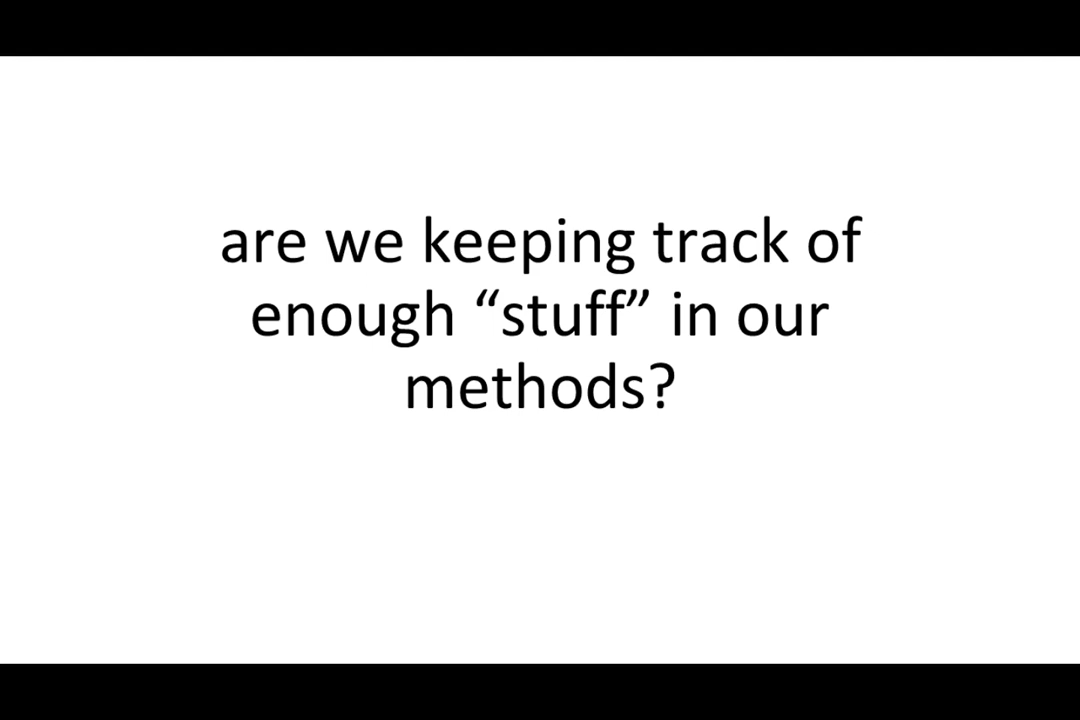 are we keeping track of
enough “stuff” in our
methods?